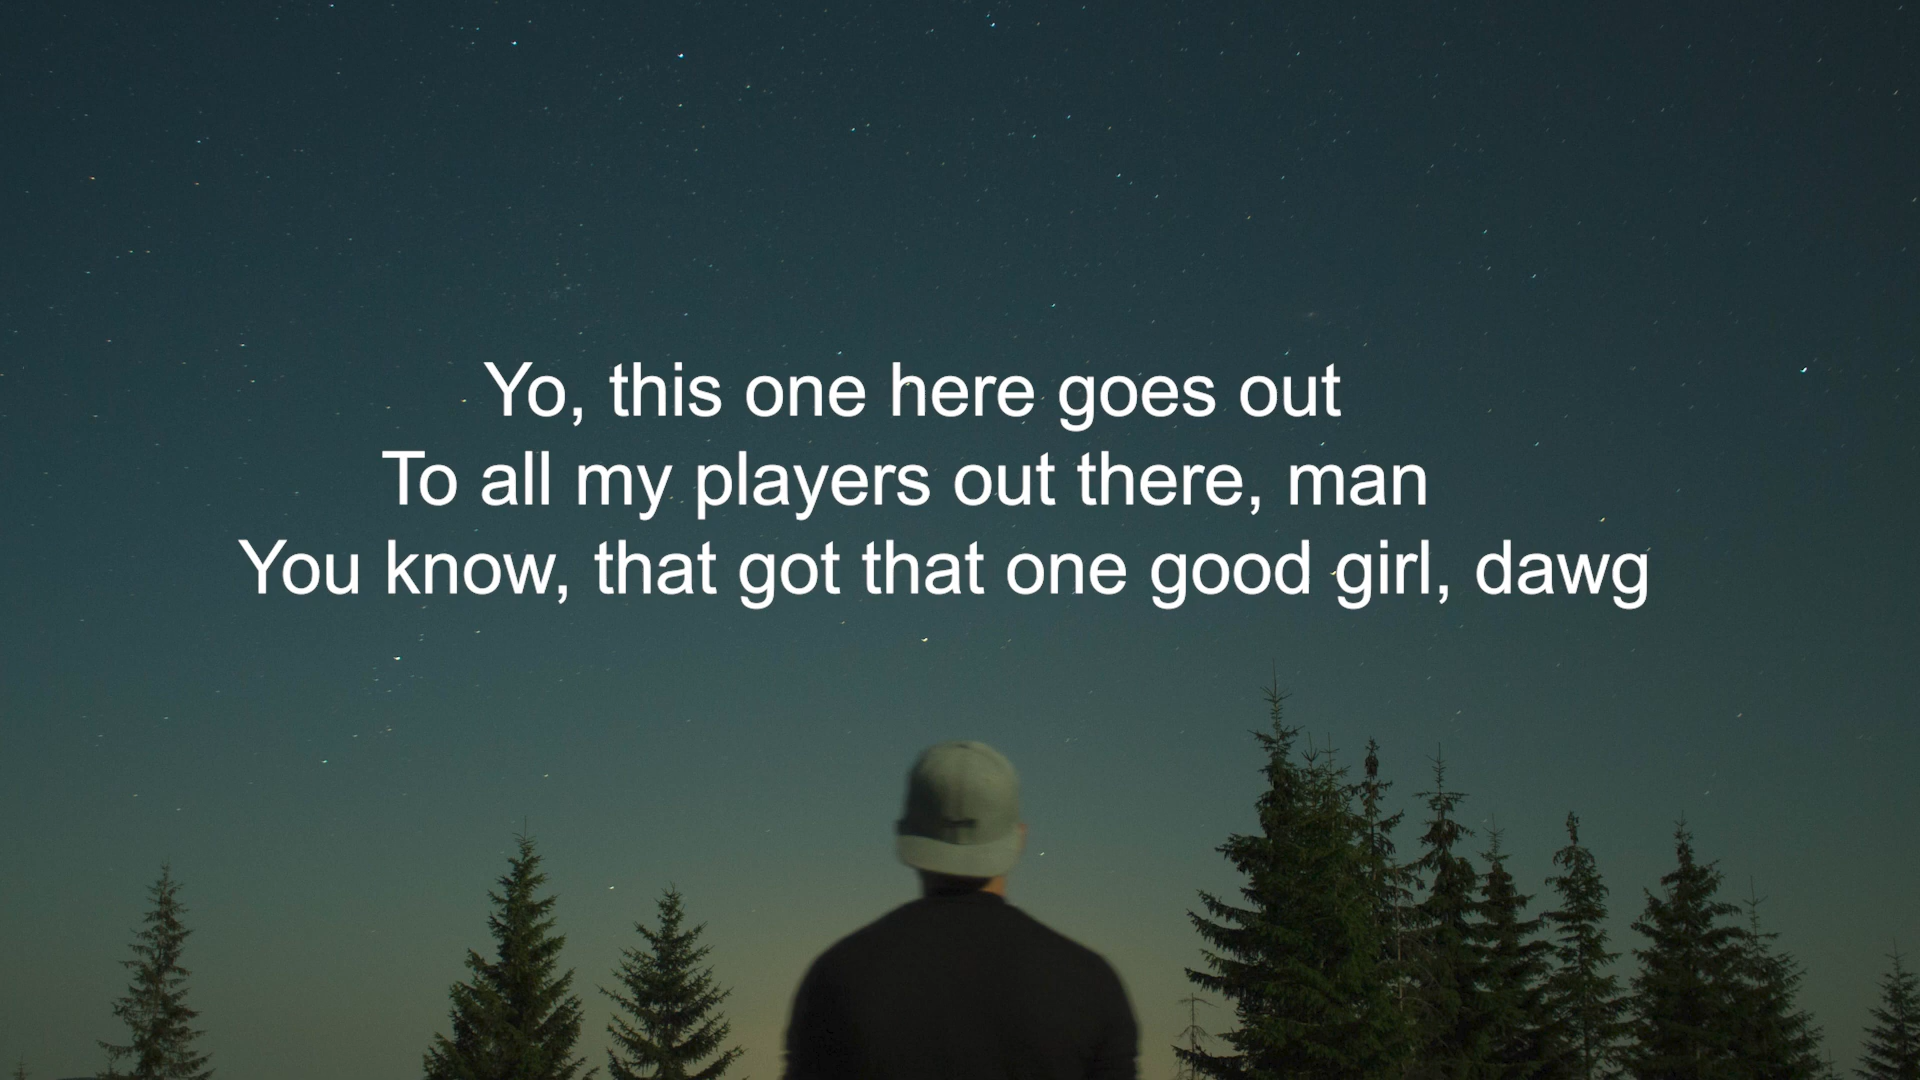 Yo, this one here goes out
To all my players out there, man
You know, that got that one good girl, dawg